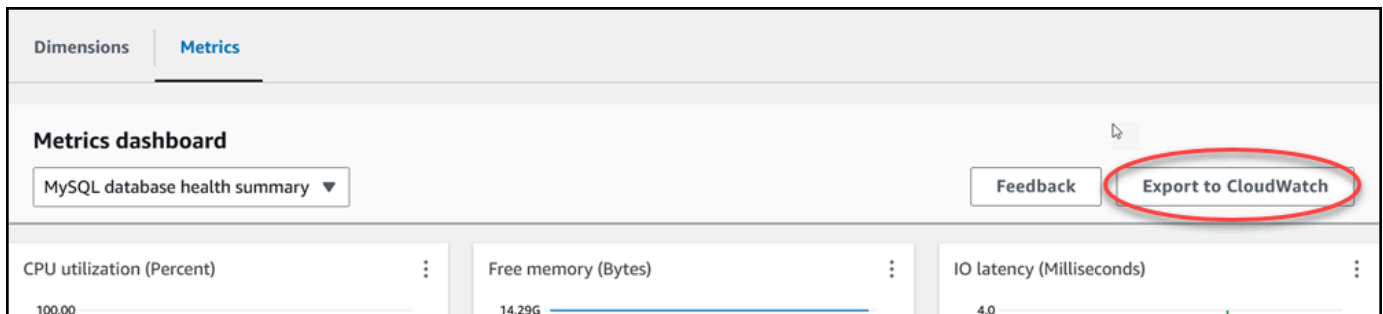 Dimensions
Metrics
Metrics dashboard
MySQL database health summary
Feedback
Export to CloudWatch
CPU utilization (Percent)
Free memory (Bytes)
IO latency (Milliseconds)
100.00
14.29G
4.0